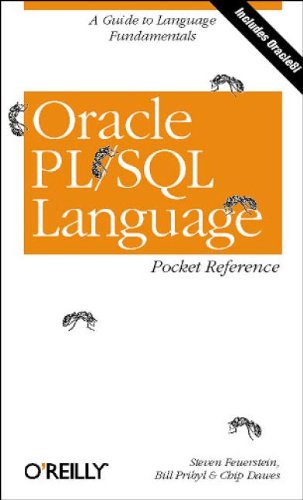 A Guide to Language
Fundamentals
Includes Oracle8i
Oracle
PL/SQL
Language
Pocket Reference
Steven Feuerstein,
Bill Pribyl & Chip Dawes
O'REILLY